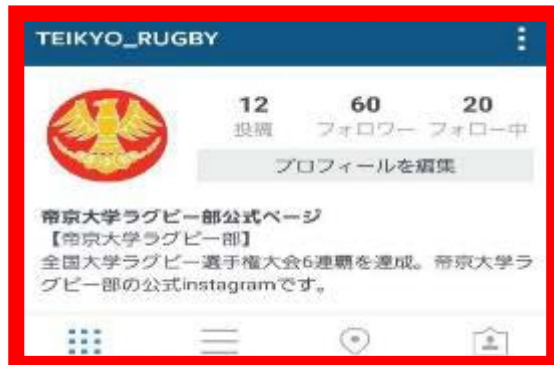 TEIKYO_RUGBY
12 60 20
投稿 フォロワー フォロー中
プロフィールを編集
帝京大学ラグビー部公式ページ
【帝京大学ラグビー部】
全国大学ラグビー選手権大会6連覇を達成。帝京大学ラ
グビー部の公式instagramです。